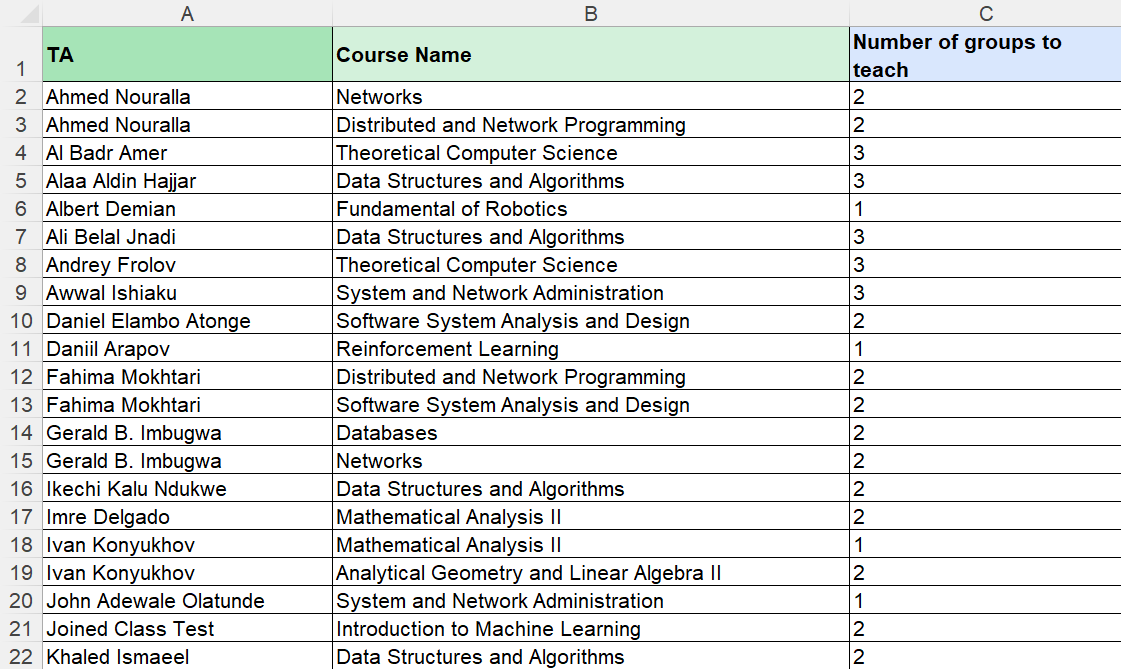 A B C
1 TA Course Name Number of groups to
teach
2 Ahmed Nouralla Networks 2
3 Ahmed Nouralla Distributed and Network Programming 2
4 Al Badr Amer Theoretical Computer Science 3
5 Alaa Aldin Hajjar Data Structures and Algorithms 3
6 Albert Demian Fundamental of Robotics 1
7 Ali Belal Jnadi Data Structures and Algorithms 3
8 Andrey Frolov Theoretical Computer Science 3
9 Awwal Ishiaku System and Network Administration 3
10 Daniel Elambo Atonge Software System Analysis and Design 2
11 Daniil Arapov Reinforcement Learning 1
12 Fahima Mokhtari Distributed and Network Programming 2
13 Fahima Mokhtari Software System Analysis and Design 2
14 Gerald B. Imbugwa Databases 2
15 Gerald B. Imbugwa Networks 2
16 Ikechi Kalu Ndukwe Data Structures and Algorithms 2
17 Imre Delgado Mathematical Analysis II 2
18 Ivan Konyukhov Mathematical Analysis II 1
19 Ivan Konyukhov Analytical Geometry and Linear Algebra II 2
20 John Adewale Olatunde System and Network Administration 1
21 Joined Class Test Introduction to Machine Learning 2
22 Khaled Ismaeel Data Structures and Algorithms 2